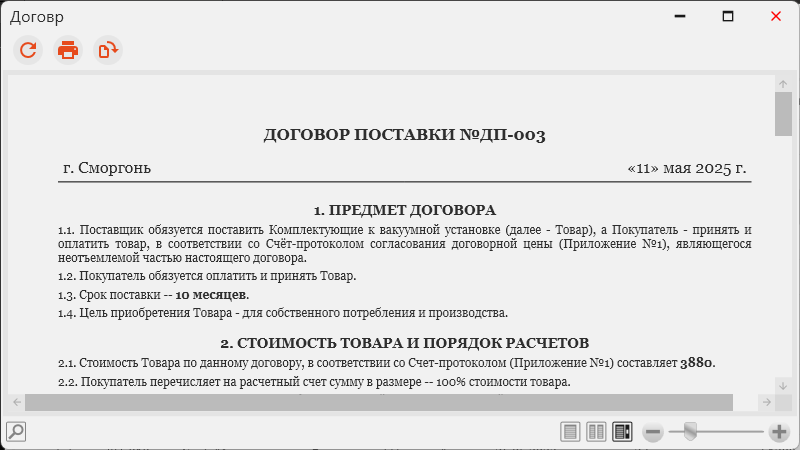 Договр
ДОГОВОР ПОСТАВКИ №ДП-003
г. Сморгонь «11» мая 2025 г.
1. ПРЕДМЕТ ДОГОВОРА
1.1. Поставщик обязуется поставить Комплектующие к вакуумной установке (далее - Товар), а Покупатель - принять и
оплатить товар, в соответствии со Счёт-протоколом согласования договорной цены (Приложение №1), являющегося
неотъемлемой частью настоящего договора.
1.2. Покупатель обязуется оплатить и принять Товар.
1.3. Срок поставки -- 10 месяцев.
1.4. Цель приобретения Товара - для собственного потребления и производства.
2. СТОИМОСТЬ ТОВАРА И ПОРЯДОК РАСЧЕТОВ
2.1. Стоимость Товара по данному договору, в соответствии со Счет-протоколом (Приложение №1) составляет 3880.
2.2. Покупатель перечисляет на расчетный счет сумму в размере -- 100% стоимости товара.